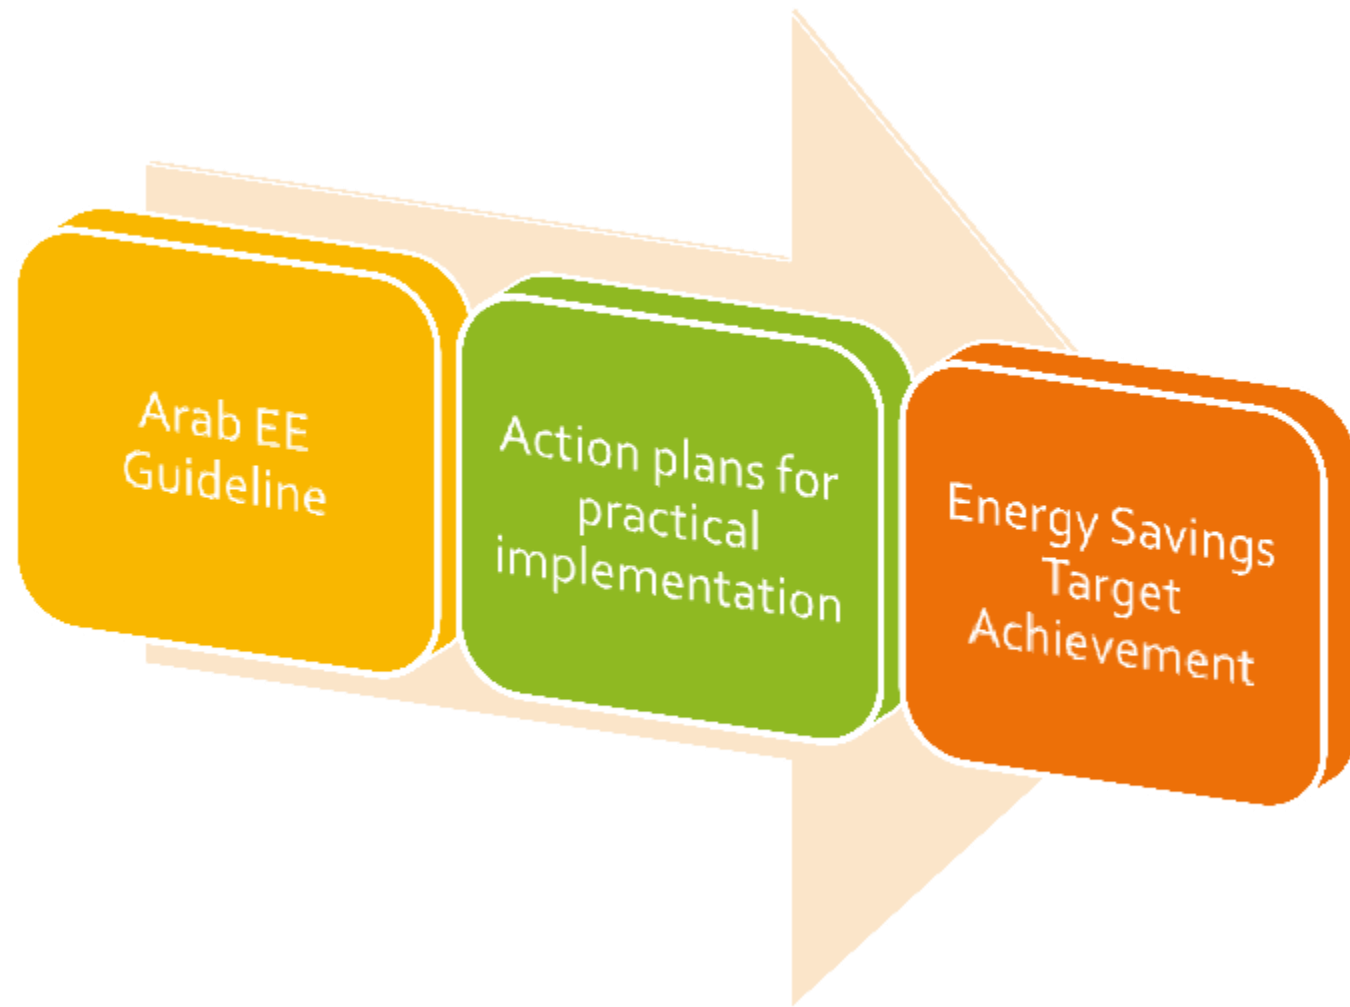 Arab EE
Guideline
Action plans for
practical
implementation
Energy Savings
Target
Achievement